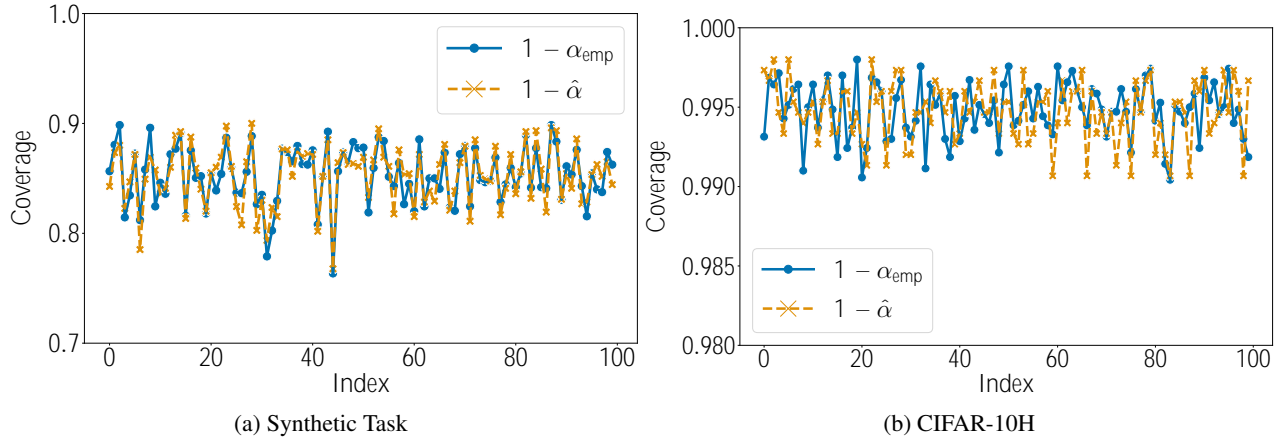 1.0
0.9
0.8
0.7
Coverage
0 20 40 60 80 100
Index
1 − α_emp
1 − α̂
(a) Synthetic Task
1.000
0.995
0.990
0.985
0.980
Coverage
0 20 40 60 80 100
Index
1 − α_emp
1 − α̂
(b) CIFAR-10H